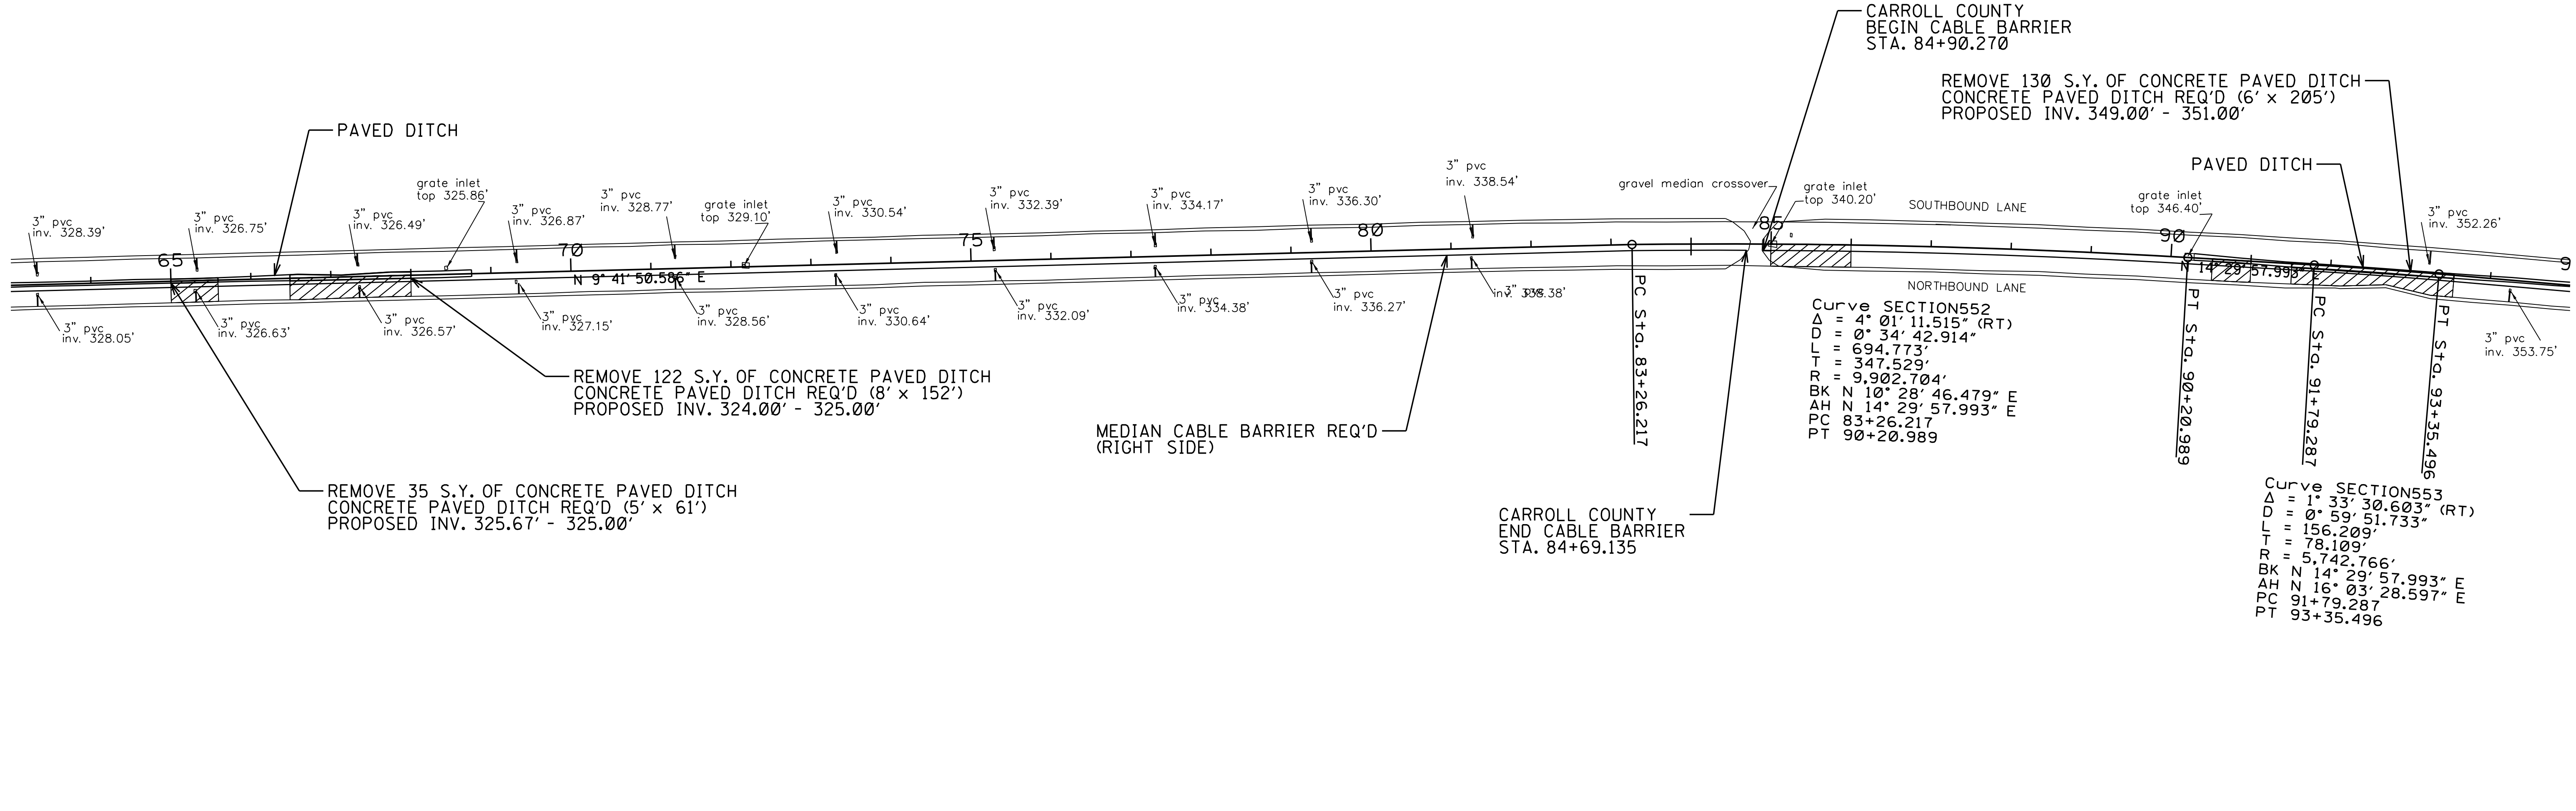 CARROLL COUNTY
BEGIN CABLE BARRIER
STA. 84+90.270
REMOVE 130 S.Y. OF CONCRETE PAVED DITCH
CONCRETE PAVED DITCH REQ'D (6' x 205')
PROPOSED INV. 349.00' - 351.00'
PAVED DITCH
PAVED DITCH
3" pvc
inv. 328.39'
3" pvc
inv. 326.75'
3" pvc
inv. 326.49'
grate inlet
top 325.86'
3" pvc
inv. 326.87'
3" pvc
inv. 328.77'
grate inlet
top 329.10'
3" pvc
inv. 330.54'
3" pvc
inv. 332.39'
3" pvc
inv. 334.17'
3" pvc
inv. 336.30'
3" pvc
inv. 338.54'
gravel median crossover
grate inlet
top 340.20'
SOUTHBOUND LANE
grate inlet
top 346.40'
3" pvc
inv. 352.26'
65
70
75
80
85
90
9
N 9° 41' 50.586" E
N 14° 29' 57.993" E
NORTHBOUND LANE
3" pvc
inv. 328.05'
3" pvc
inv. 326.63'
3" pvc
inv. 326.57'
3" pvc
inv. 327.15'
3" pvc
inv. 328.56'
3" pvc
inv. 330.64'
3" pvc
inv. 332.09'
3" pvc
inv. 334.38'
3" pvc
inv. 336.27'
3" pvc
inv. 338.38'
3" pvc
inv. 353.75'
PC Sta. 83+26.217
PT Sta. 90+20.989
PC Sta. 91+79.287
PT Sta. 93+35.496
Curve SECTION552
Δ = 4° 01' 11.515" (RT)
D = 0° 34' 42.914"
L = 694.773'
T = 347.529'
R = 9,902.704'
BK N 10° 28' 46.479" E
AH N 14° 29' 57.993" E
PC 83+26.217
PT 90+20.989
REMOVE 122 S.Y. OF CONCRETE PAVED DITCH
CONCRETE PAVED DITCH REQ'D (8' x 152')
PROPOSED INV. 324.00' - 325.00'
MEDIAN CABLE BARRIER REQ'D
(RIGHT SIDE)
REMOVE 35 S.Y. OF CONCRETE PAVED DITCH
CONCRETE PAVED DITCH REQ'D (5' x 61')
PROPOSED INV. 325.67' - 325.00'
CARROLL COUNTY
END CABLE BARRIER
STA. 84+69.135
Curve SECTION553
Δ = 1° 33' 30.603" (RT)
D = 0° 59' 51.733"
L = 156.209'
T = 78.109'
R = 5,742.766'
BK N 14° 29' 57.993" E
AH N 16° 03' 28.597" E
PC 91+79.287
PT 93+35.496